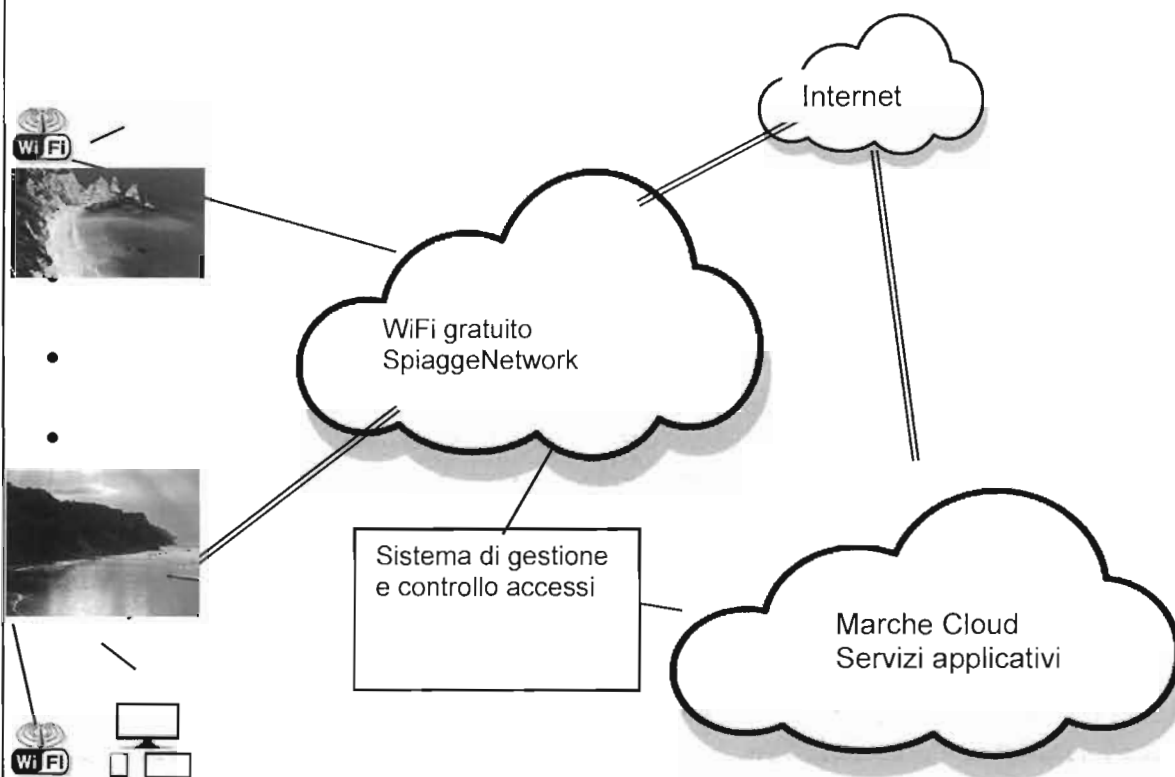 Internet
Wi Fi
WiFi gratuito
SpiaggeNetwork
Sistema di gestione
e controllo accessi
Marche Cloud
Servizi applicativi
Wi Fi